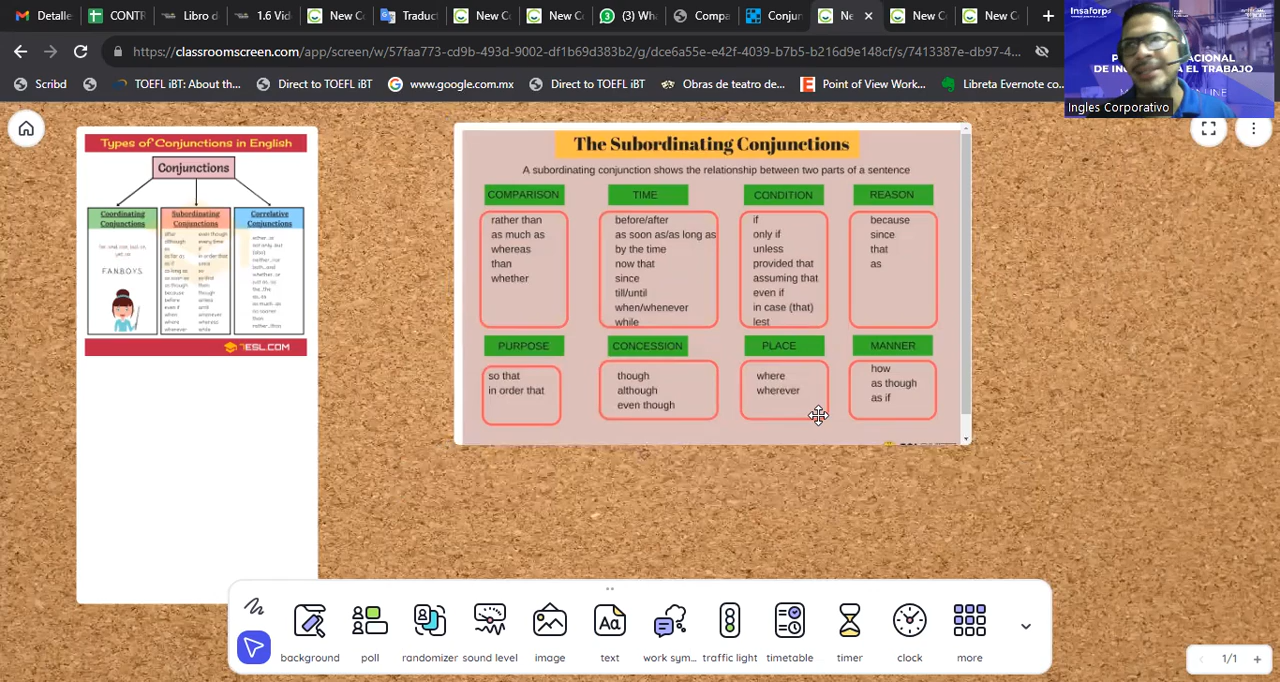 Detalle
CONT
Libro d
1.6 Vid
New C
Traduc
New C
New C
(3) Wh
Compa
Conjun
Ne
New C
New C
https://classroomscreen.com/app/screen/w/57faa773-cd9b-493d-9002-df1b69d383b2/g/dce6a55e-e42f-4039-b7b5-b216d9e148cf/s/7413387e-db97-4...
Scribd
TOEFL iBT: About th...
Direct to TOEFL iBT
www.google.com.mx
Direct to TOEFL iBT
Obras de teatro de...
Point of View Work...
Libreta Evernote co...
Insaforp
Ingles Corporativo
Types of Conjunctions in English
Conjunctions
Coordinating
Conjunctions
FANBOYS
Subordinating
Conjunctions
Correlative
Conjunctions
7ESL.COM
The Subordinating Conjunctions
A subordinating conjunction shows the relationship between two parts of a sentence
COMPARISON
rather than
as much as
whereas
than
whether
TIME
before/after
as soon as/as long as
by the time
now that
since
till/until
when/whenever
while
CONDITION
if
only if
unless
provided that
assuming that
even if
in case (that)
lest
REASON
because
since
that
as
PURPOSE
so that
in order that
CONCESSION
though
although
even though
PLACE
where
wherever
MANNER
how
as though
as if
background
poll
randomizer
sound level
image
text
work sym...
traffic light
timetable
timer
clock
more
1/1